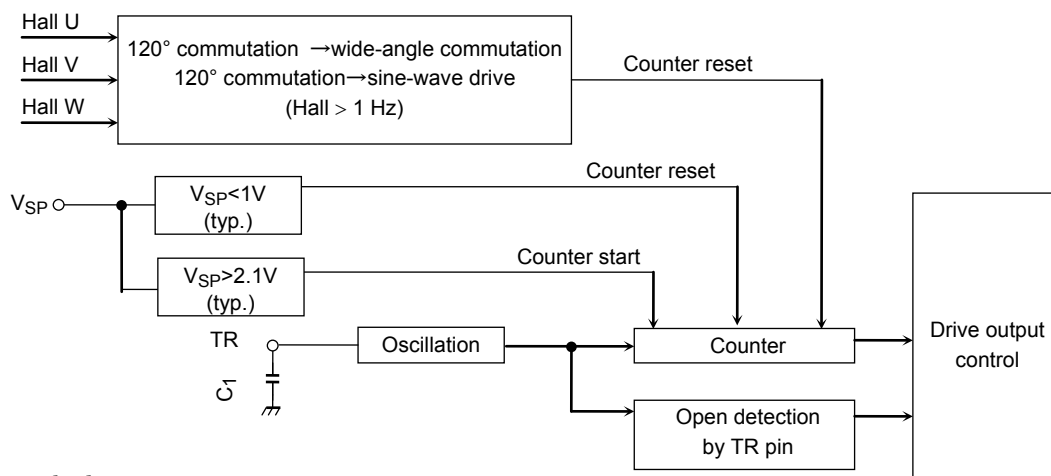 Hall U
Hall V
Hall W
120° commutation →wide-angle commutation
120° commutation→sine-wave drive
(Hall > 1 Hz)
Counter reset
Counter reset
VSP
VSP<1V
(typ.)
Counter start
VSP>2.1V
(typ.)
TR
Oscillation
Counter
Drive output
control
C1
Open detection
by TR pin